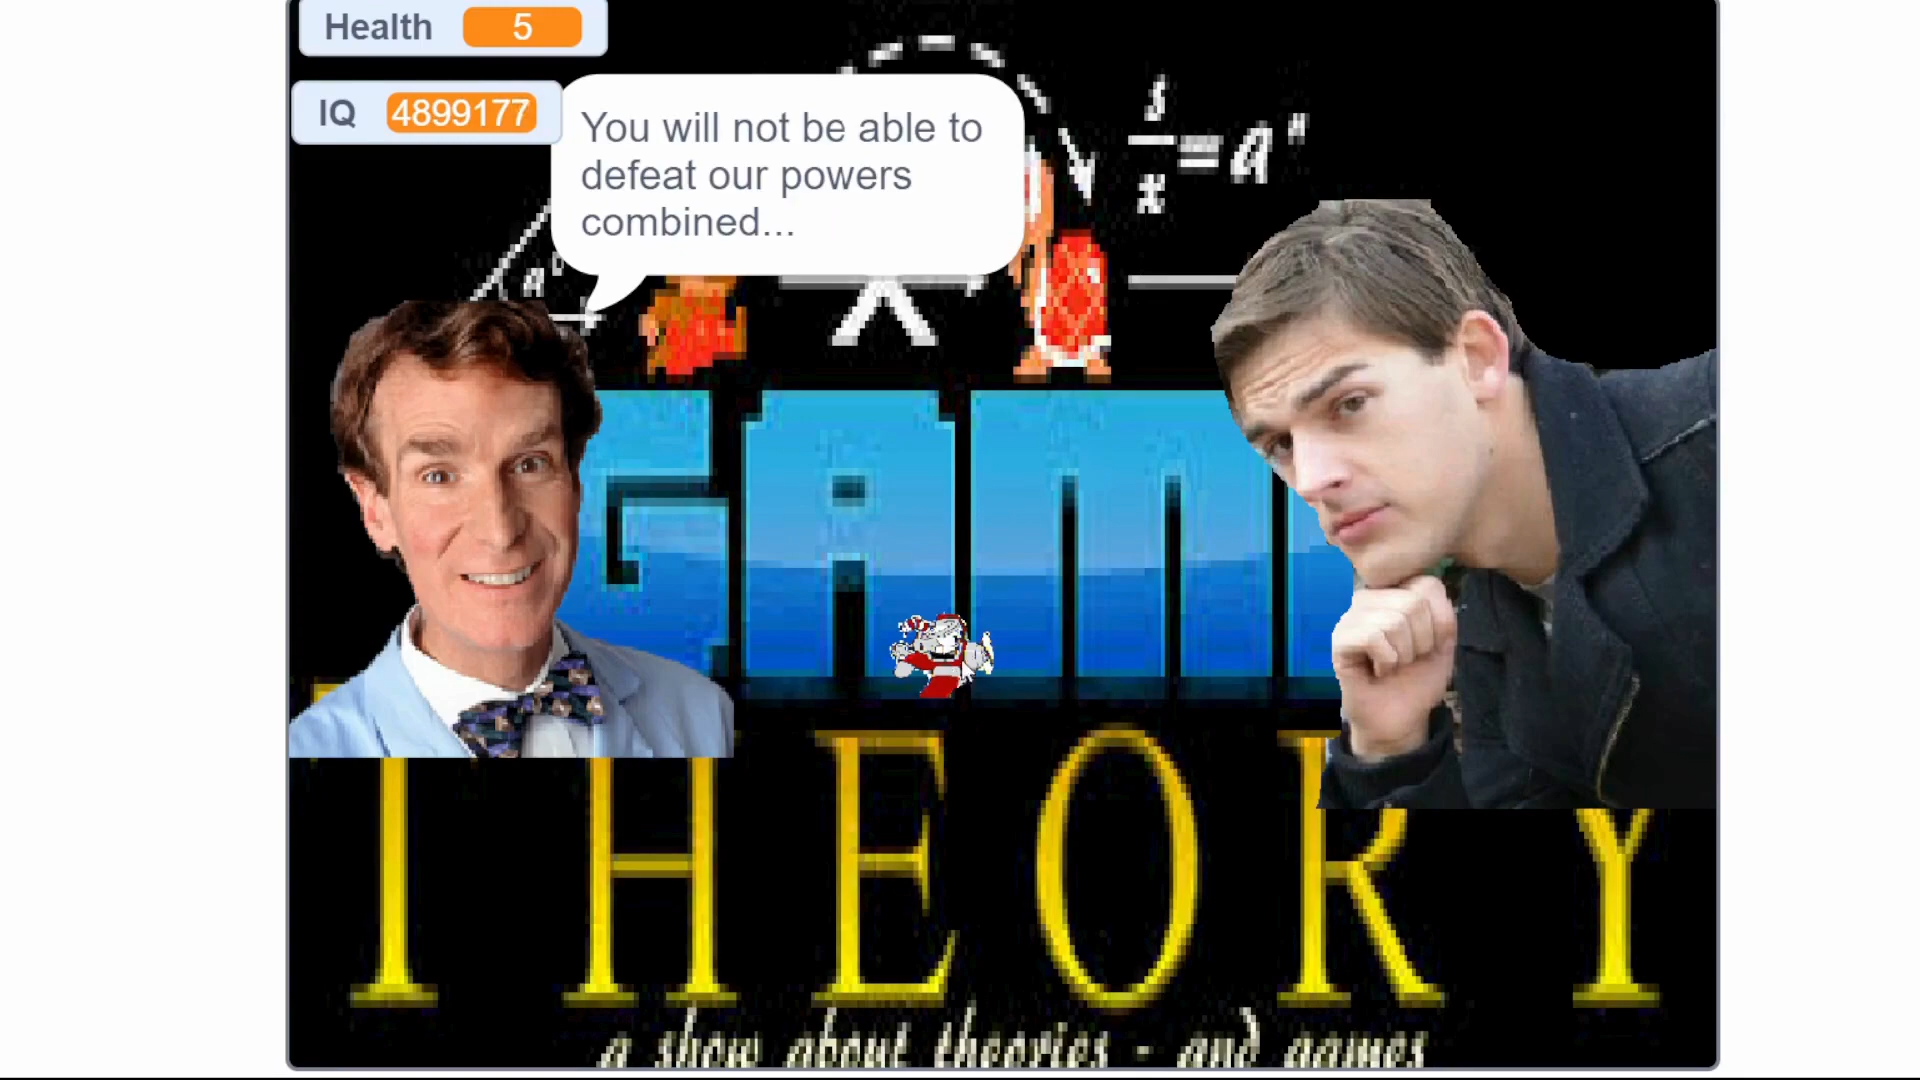 Health 5
IQ 4899177
You will not be able to
defeat our powers
combined...
a°
s/x=a°
GAM
THEORY
a show about theories - and games